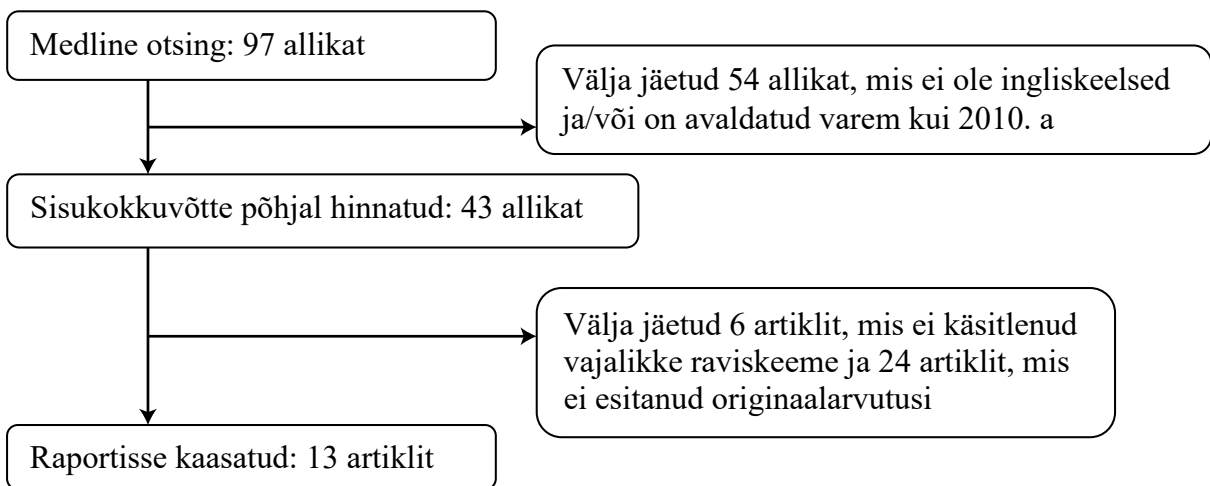 Medline otsing: 97 allikat
Välja jäetud 54 allikat, mis ei ole ingliskeelsed
ja/või on avaldatud varem kui 2010. a
Sisukokkuvõtte põhjal hinnatud: 43 allikat
Välja jäetud 6 artiklit, mis ei käsitlenud
vajalikke raviskeeme ja 24 artiklit, mis
ei esitanud originaalarvutusi
Raportisse kaasatud: 13 artiklit